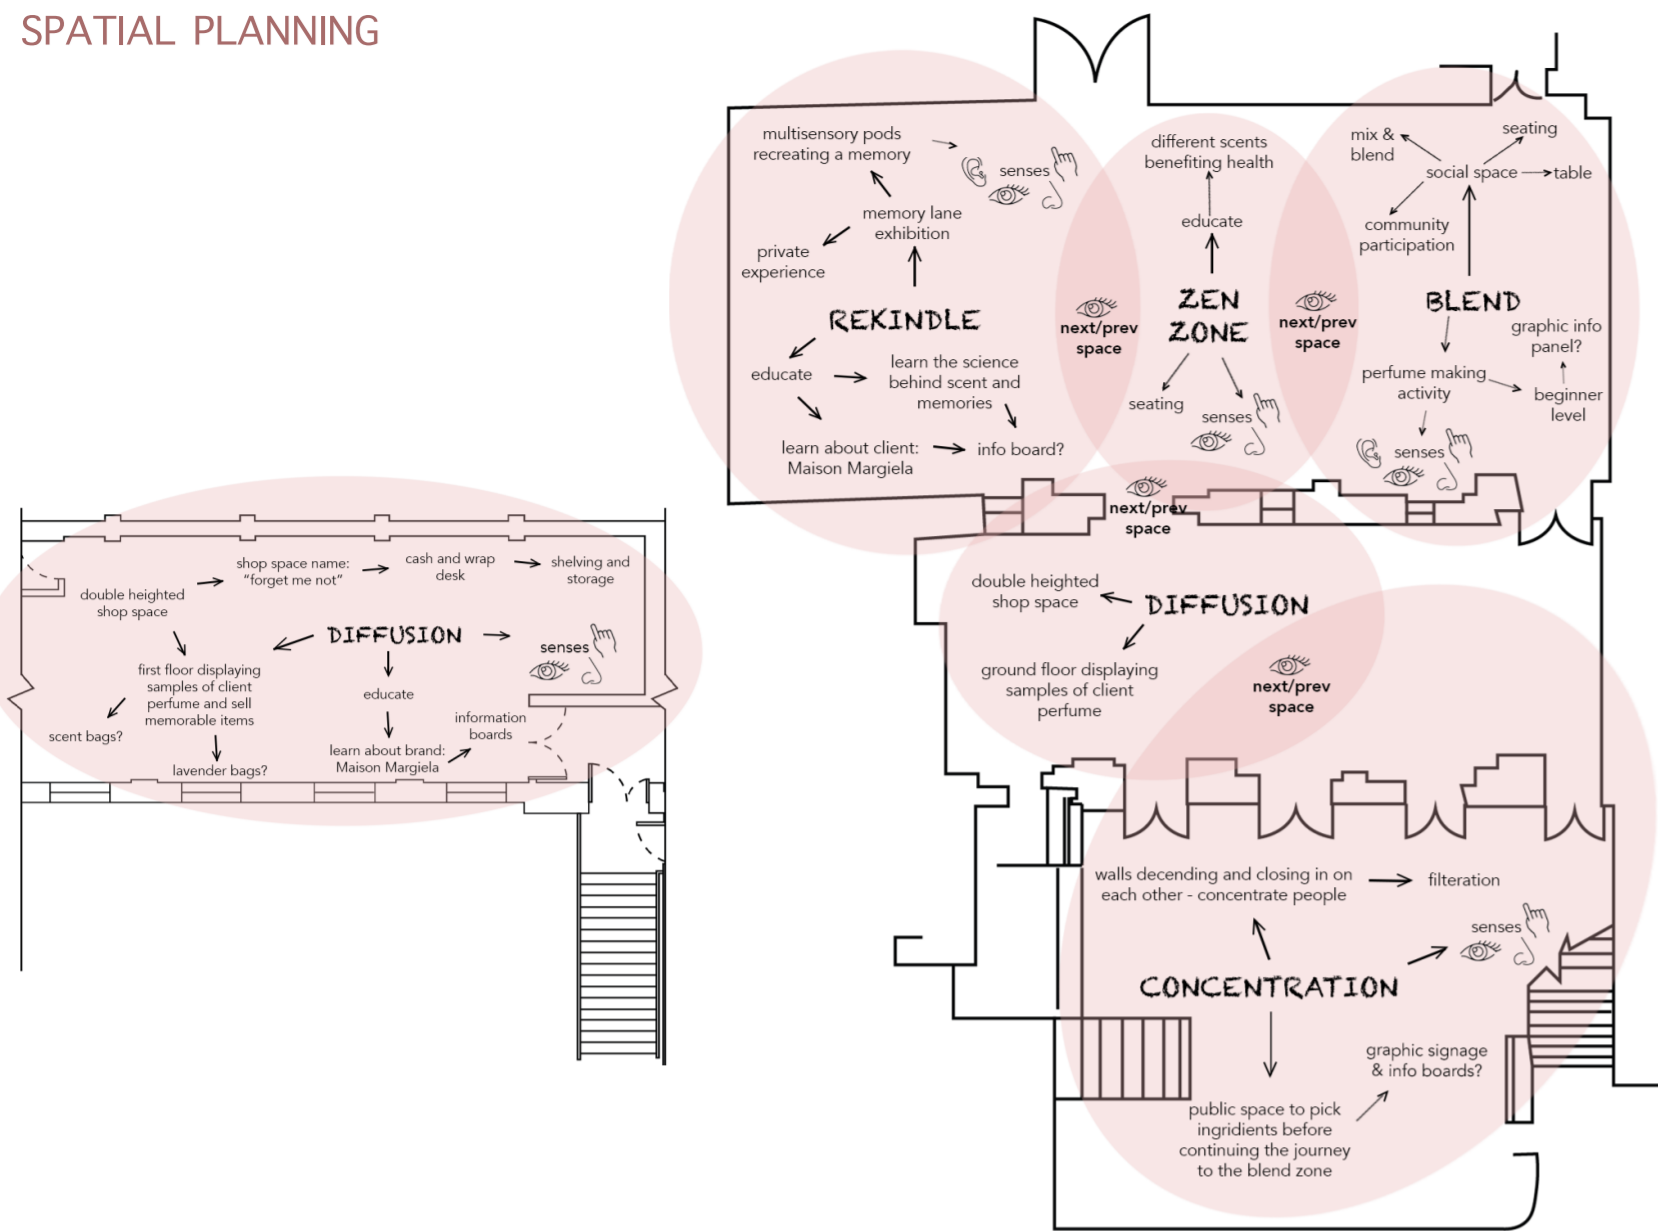 SPATIAL PLANNING
multisensory pods
recreating a memory
senses
memory lane
exhibition
private
experience
REKINDLE
educate
learn the science
behind scent and
memories
learn about client:
Maison Margiela
info board?
next/prev
space
different scents
benefiting health
educate
ZEN
ZONE
seating
senses
next/prev
space
mix &
blend
seating
social space
table
community
participation
BLEND
graphic info
panel?
perfume making
activity
beginner
level
senses
next/prev
space
double heighted
shop space
DIFFUSION
ground floor displaying
samples of client
perfume
next/prev
space
walls decending and closing in on
each other - concentrate people
filteration
senses
CONCENTRATION
graphic signage
& info boards?
public space to pick
ingridients before
continuing the journey
to the blend zone
shop space name:
"forget me not"
cash and wrap
desk
shelving and
storage
double heighted
shop space
DIFFUSION
senses
first floor displaying
samples of client
perfume and sell
memorable items
educate
scent bags?
information
boards
lavender bags?
learn about brand:
Maison Margiela